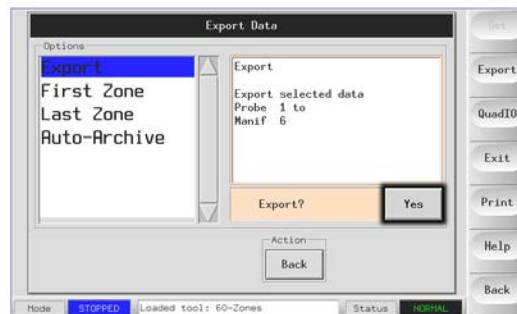 Export Data
Options
Export
First Zone
Last Zone
Auto-Archive
Export
Export selected data
Probe 1 to
Manif 6
Export?
Yes
Action
Back
Set
Export
QuadIO
Exit
Print
Help
Back
Mode
STOPPED
Loaded tool: 60-Zones
Status
NORMAL